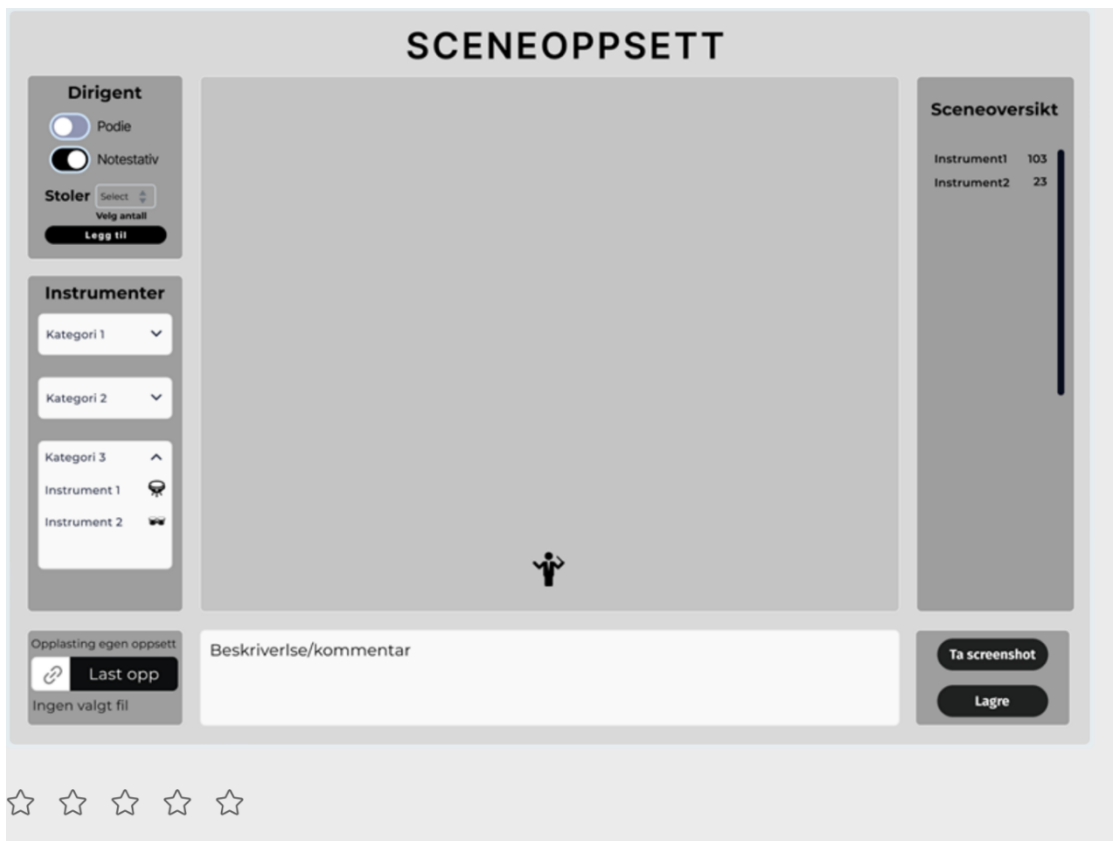 SCENEOPPSETT
Dirigent
Podie
Notestativ
Stoler Select
Velg antall
Legg til
Instrumenter
Kategori 1
Kategori 2
Kategori 3
Instrument 1
Instrument 2
Opplasting egen oppsett
Last opp
Ingen valgt fil
Beskriverlse/kommentar
Sceneoversikt
Instrument1 103
Instrument2 23
Ta screenshot
Lagre